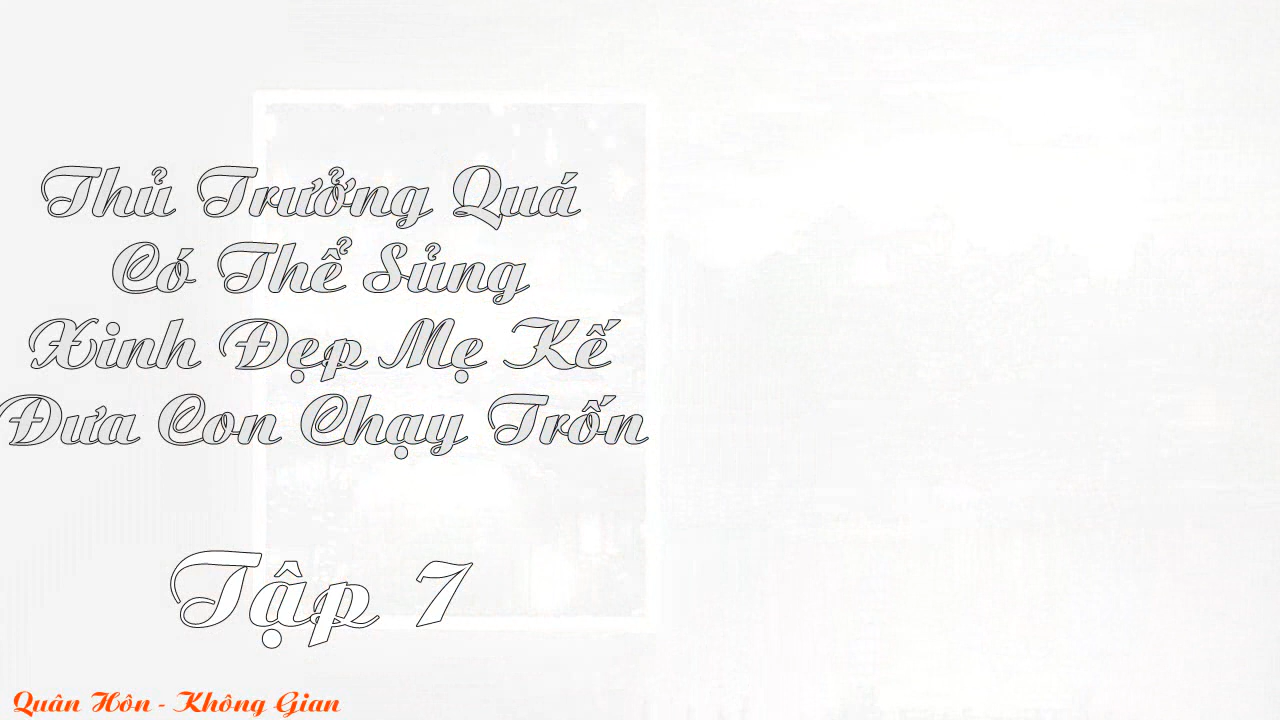 Thủ Trưởng Quá
Có Thể Sủng
Xinh Đẹp Mẹ Kế
Đưa Con Chạy Trốn
Tập 7
Quân Hôn - Không Gian